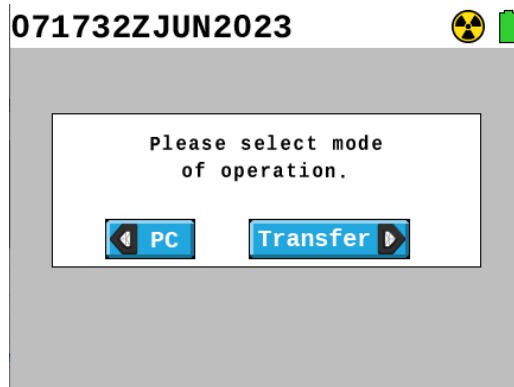 071732ZJUN2023
Please select mode
of operation.
PC
Transfer